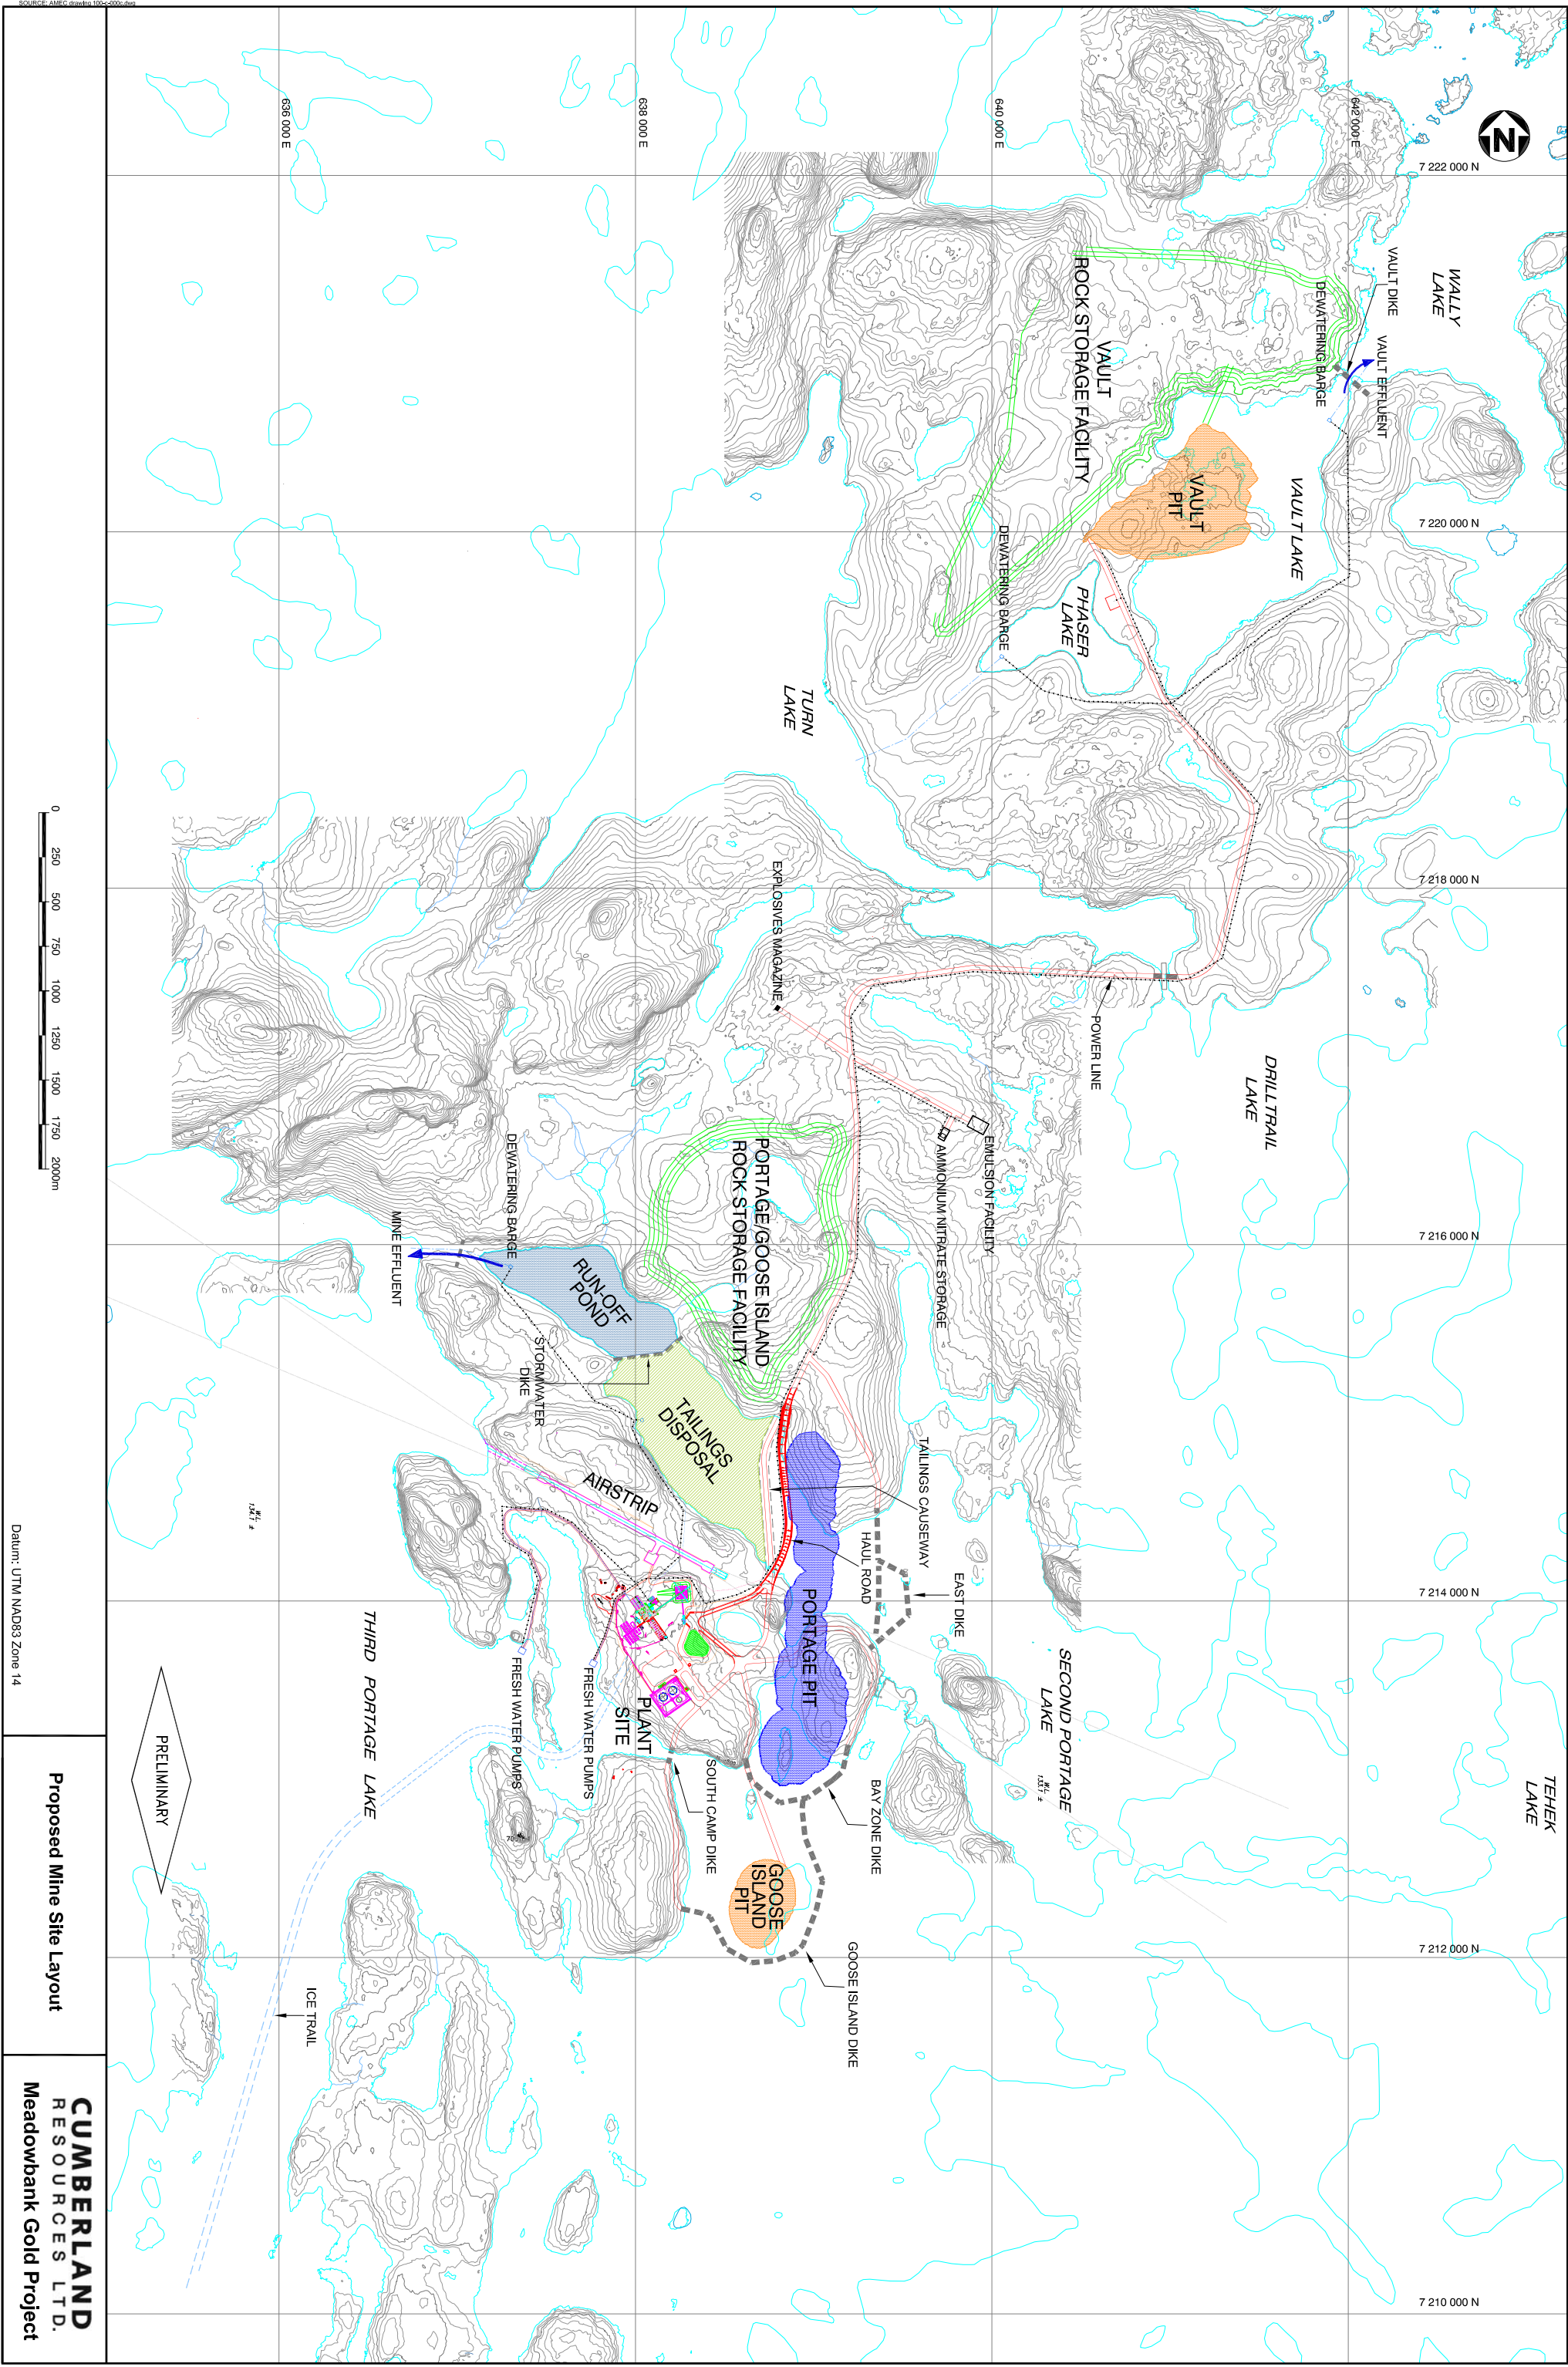 SOURCE: AMEC drawing 100-c-000c.dwg
N
636 000 E
638 000 E
640 000 E
642 000 E
7 222 000 N
7 220 000 N
7 218 000 N
7 216 000 N
7 214 000 N
7 212 000 N
7 210 000 N
WALLY
LAKE
VAULT DIKE
VAULT EFFLUENT
DEWATERING BARGE
VAULT
ROCK STORAGE FACILITY
VAULT
PIT
VAULT LAKE
DEWATERING BARGE
PHASER
LAKE
TURN
LAKE
EXPLOSIVES MAGAZINE
POWER LINE
DRILLTRAIL
LAKE
EMULSION FACILITY
AMMONIUM NITRATE STORAGE
PORTAGE/GOOSE ISLAND
ROCK STORAGE FACILITY
DEWATERING BARGE
MINE EFFLUENT
RUN-OFF
POND
STORMWATER
DIKE
TAILINGS
DISPOSAL
AIRSTRIP
TAILINGS CAUSEWAY
HAUL ROAD
EAST DIKE
PORTAGE PIT
SECOND PORTAGE
LAKE
W.L.
133.1 ±
TEHEK
LAKE
W.L.
134.1 ±
THIRD PORTAGE LAKE
FRESH WATER PUMPS
FRESH WATER PUMPS
PLANT
SITE
SOUTH CAMP DIKE
BAY ZONE DIKE
GOOSE
ISLAND
PIT
GOOSE ISLAND DIKE
ICE TRAIL
0 250 500 750 1000 1250 1500 1750 2000m
Datum: UTM NAD83 Zone 14
PRELIMINARY
Proposed Mine Site Layout
CUMBERLAND
RESOURCES LTD.
Meadowbank Gold Project